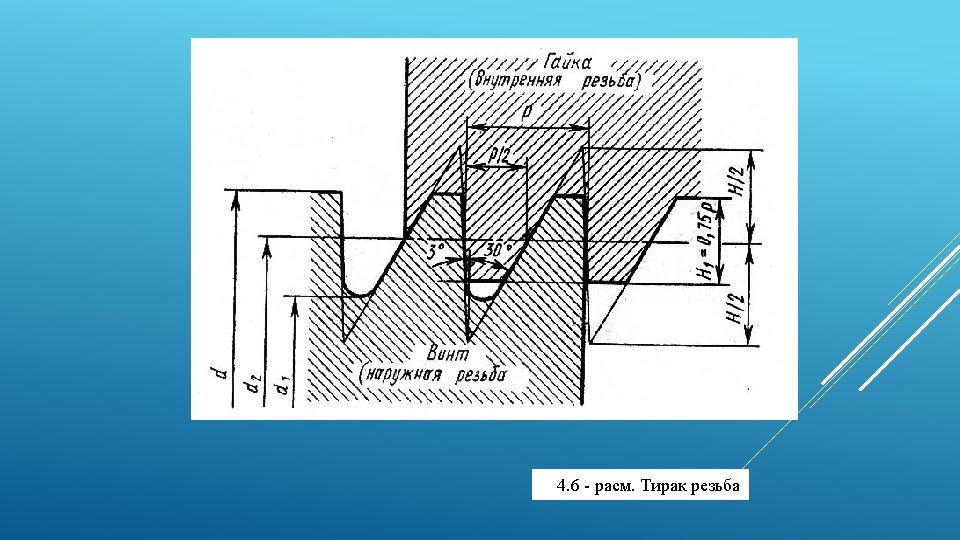 Гайка
(Внутренняя резьба)
P
P/2
H/2
H₁ = 0,75p
3°
30°
H/2
d
d₂
d₁
Винт
(наружная резьба
4.6 - расм. Тирак резьба